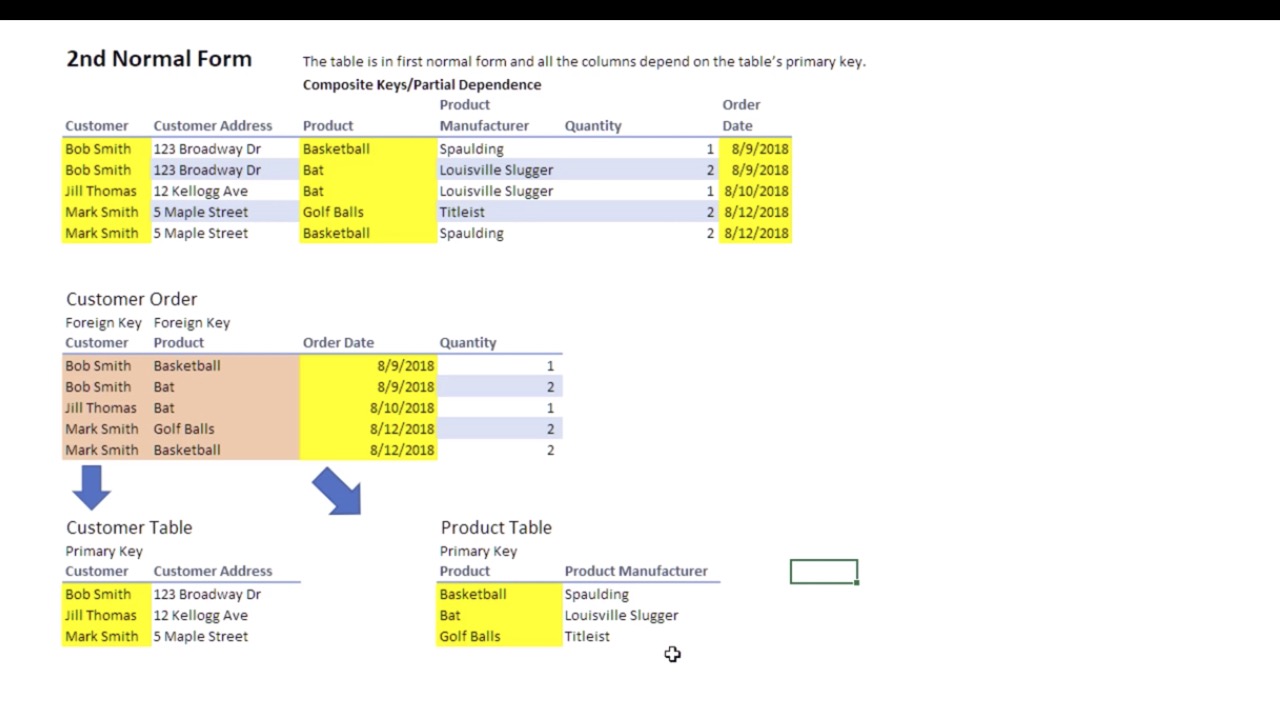 2nd Normal Form The table is in first normal form and all the columns depend on the table's primary key.
Composite Keys/Partial Dependence
Product Order
Customer Customer Address Product Manufacturer Quantity Date
Bob Smith 123 Broadway Dr Basketball Spaulding 1 8/9/2018
Bob Smith 123 Broadway Dr Bat Louisville Slugger 2 8/9/2018
Jill Thomas 12 Kellogg Ave Bat Louisville Slugger 1 8/10/2018
Mark Smith 5 Maple Street Golf Balls Titleist 2 8/12/2018
Mark Smith 5 Maple Street Basketball Spaulding 2 8/12/2018
Customer Order
Foreign Key Foreign Key
Customer Product Order Date Quantity
Bob Smith Basketball 8/9/2018 1
Bob Smith Bat 8/9/2018 2
Jill Thomas Bat 8/10/2018 1
Mark Smith Golf Balls 8/12/2018 2
Mark Smith Basketball 8/12/2018 2
Customer Table Product Table
Primary Key Primary Key
Customer Customer Address Product Product Manufacturer
Bob Smith 123 Broadway Dr Basketball Spaulding
Jill Thomas 12 Kellogg Ave Bat Louisville Slugger
Mark Smith 5 Maple Street Golf Balls Titleist